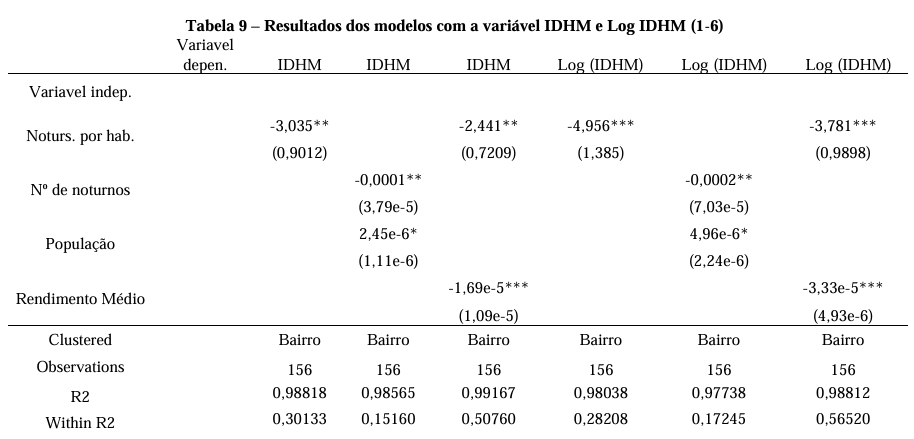 Tabela 9 – Resultados dos modelos com a variável IDHM e Log IDHM (1-6)
Variavel depen. IDHM IDHM IDHM Log (IDHM) Log (IDHM) Log (IDHM)
Variavel indep.
Noturs. por hab. -3,035** -2,441** -4,956*** -3,781***
(0,9012) (0,7209) (1,385) (0,9898)
Nº de noturnos -0,0001** -0,0002**
(3,79e-5) (7,03e-5)
População 2,45e-6* 4,96e-6*
(1,11e-6) (2,24e-6)
Rendimento Médio -1,69e-5*** -3,33e-5***
(1,09e-5) (4,93e-6)
Clustered Bairro Bairro Bairro Bairro Bairro Bairro
Observations 156 156 156 156 156 156
R2 0,98818 0,98565 0,99167 0,98038 0,97738 0,98812
Within R2 0,30133 0,15160 0,50760 0,28208 0,17245 0,56520